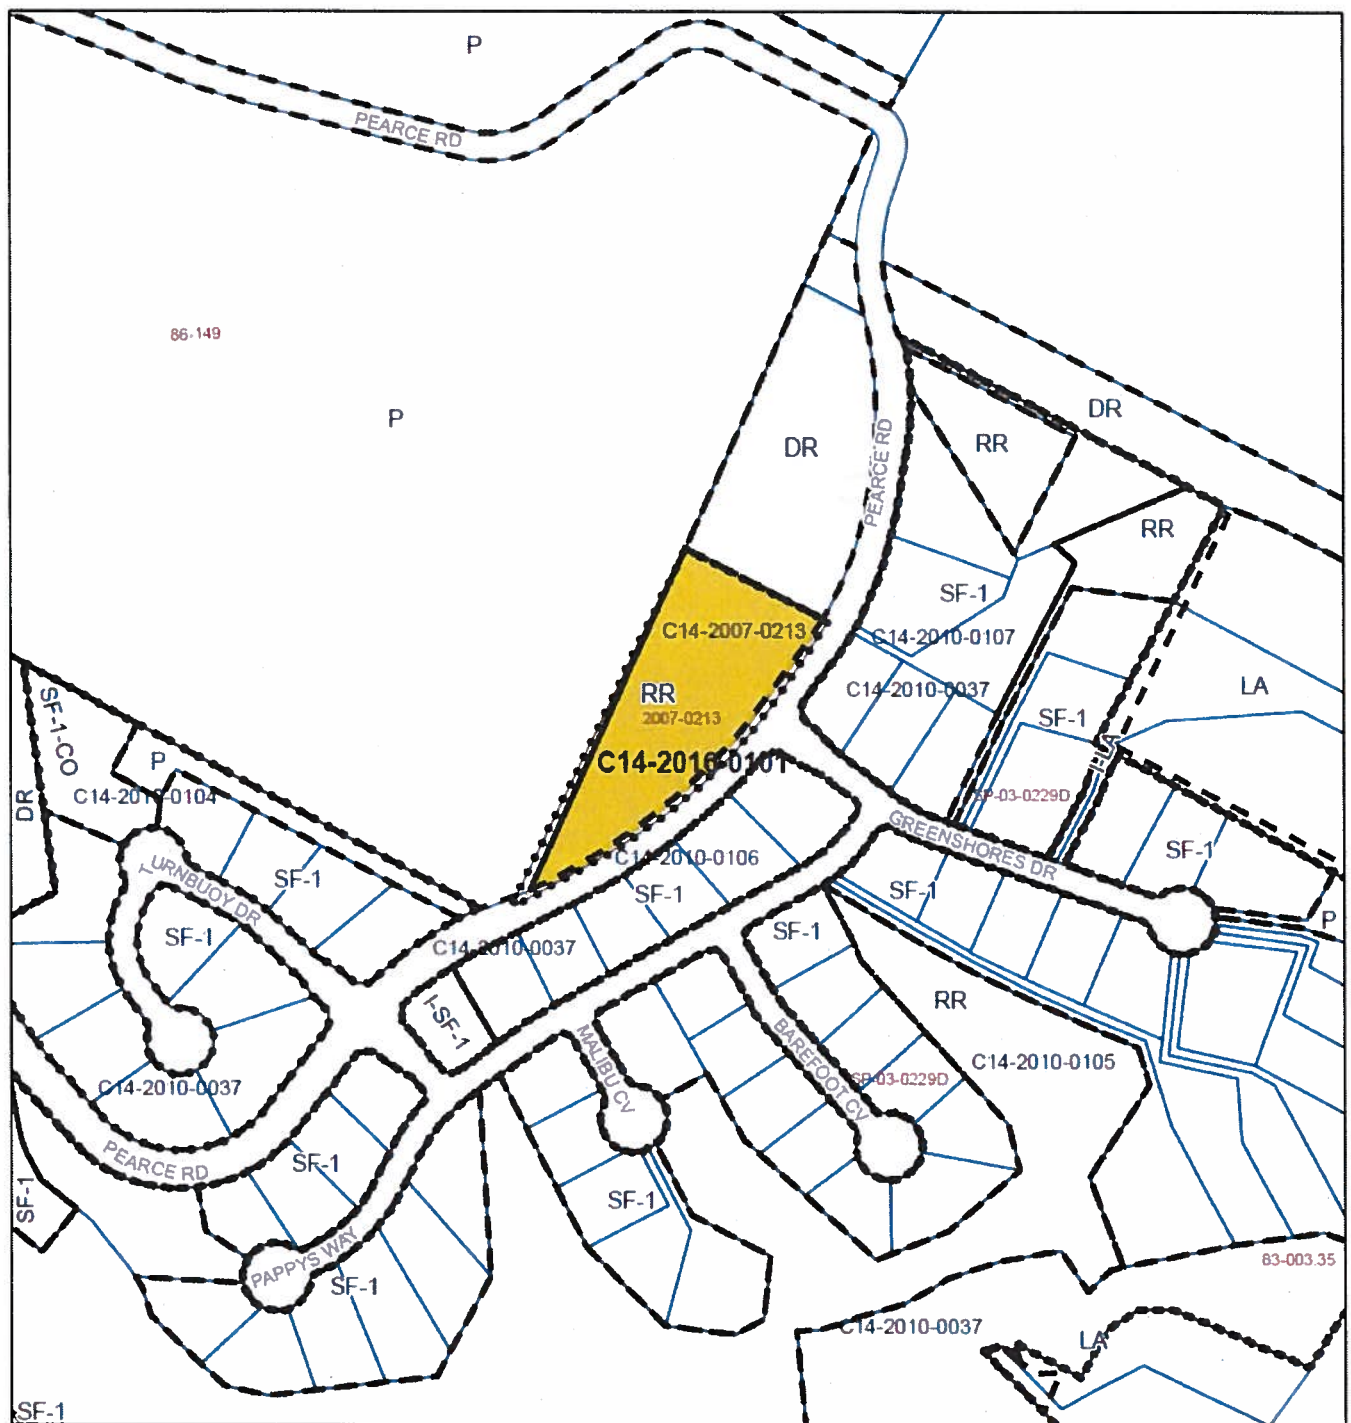 P
PEARCE RD
86-149
P
DR
DR
PEARCE RD
RR
RR
SF-1
C14-2007-0213
C14-2010-0107
RR
C14-2010-0037
LA
2007-0213
SF-1
SF-1-CO
C14-2010-0101
I-LA
P
DR
C14-2010-0104
SP-03-0229D
GREENSHORES DR
TURNBUOY DR
SF-1
C14-2010-0106
SF-1
SF-1
SF-1
SF-1
SF-1
P
C14-2010-0037
I-SF-1
RR
MALIBU CV
BAREFOOT CV
C14-2010-0105
C14-2010-0037
SP-03-0229D
PEARCE RD
SF-1
SF-1
SF-1
PAPPYS WAY
SF-1
83-003.35
C14-2010-0037
LA
SF-1